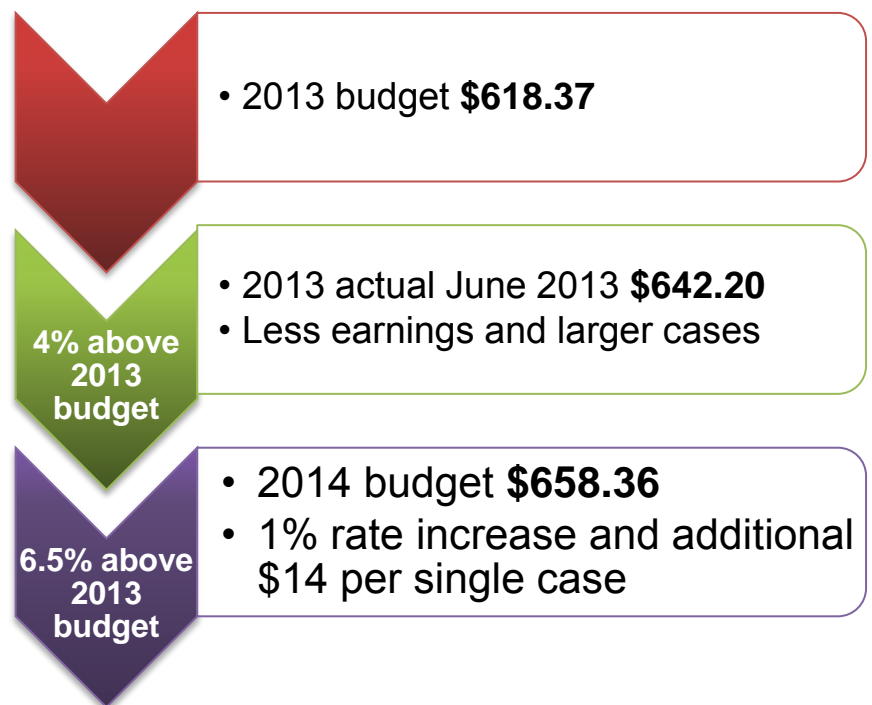 • 2013 budget $618.37
4% above
2013
budget
• 2013 actual June 2013 $642.20
• Less earnings and larger cases
6.5% above
2013
budget
• 2014 budget $658.36
• 1% rate increase and additional
$14 per single case